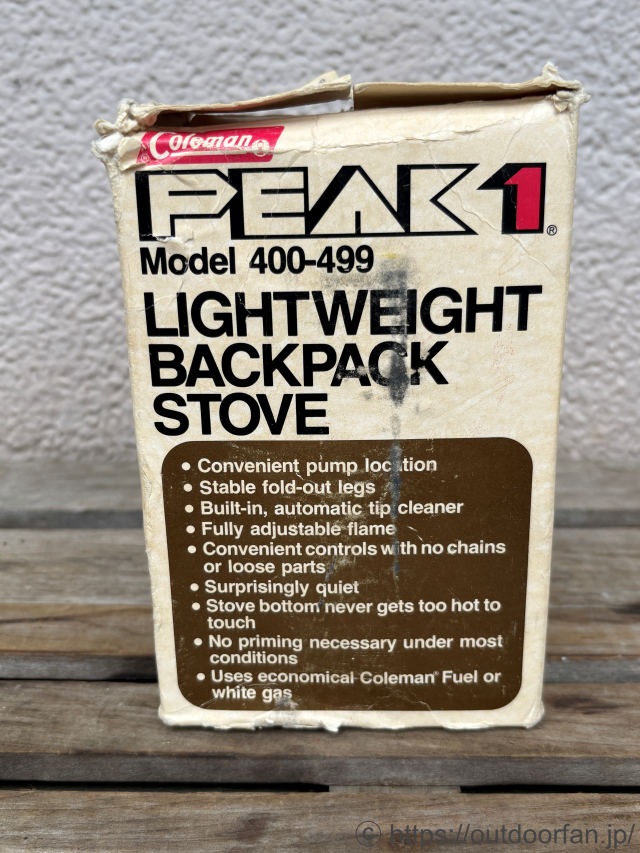 Coleman®
PEAK 1®
Model 400-499
LIGHTWEIGHT
BACKPACK
STOVE
• Convenient pump location
• Stable fold-out legs
• Built-in, automatic tip cleaner
• Fully adjustable flame
• Convenient controls with no chains
or loose parts
• Surprisingly quiet
• Stove bottom never gets too hot to
touch
• No priming necessary under most
conditions
• Uses economical Coleman® Fuel or
white gas
© https://outdoorfan.jp/